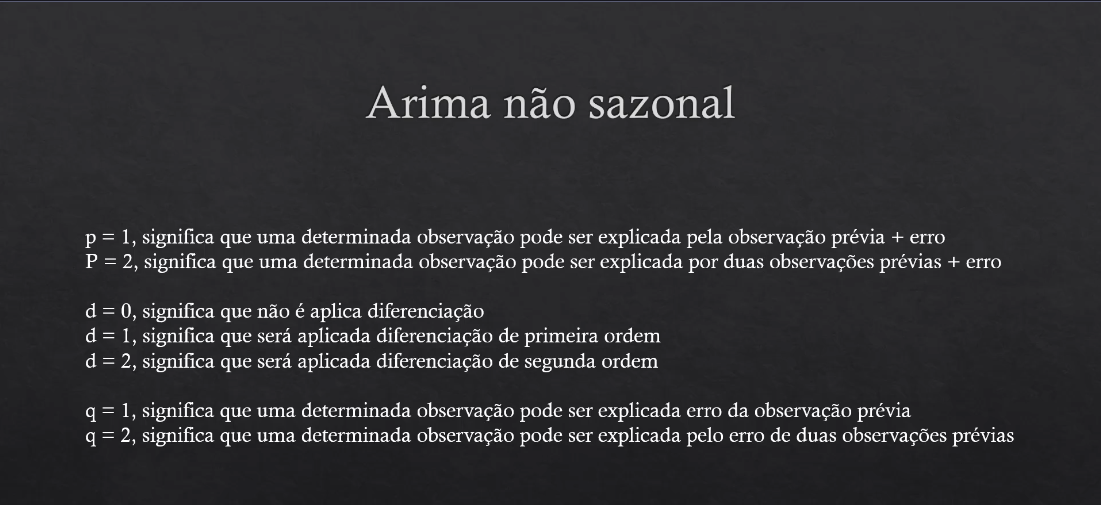 Arima não sazonal
p = 1, significa que uma determinada observação pode ser explicada pela observação prévia + erro
P = 2, significa que uma determinada observação pode ser explicada por duas observações prévias + erro
d = 0, significa que não é aplica diferenciação
d = 1, significa que será aplicada diferenciação de primeira ordem
d = 2, significa que será aplicada diferenciação de segunda ordem
q = 1, significa que uma determinada observação pode ser explicada erro da observação prévia
q = 2, significa que uma determinada observação pode ser explicada pelo erro de duas observações prévias